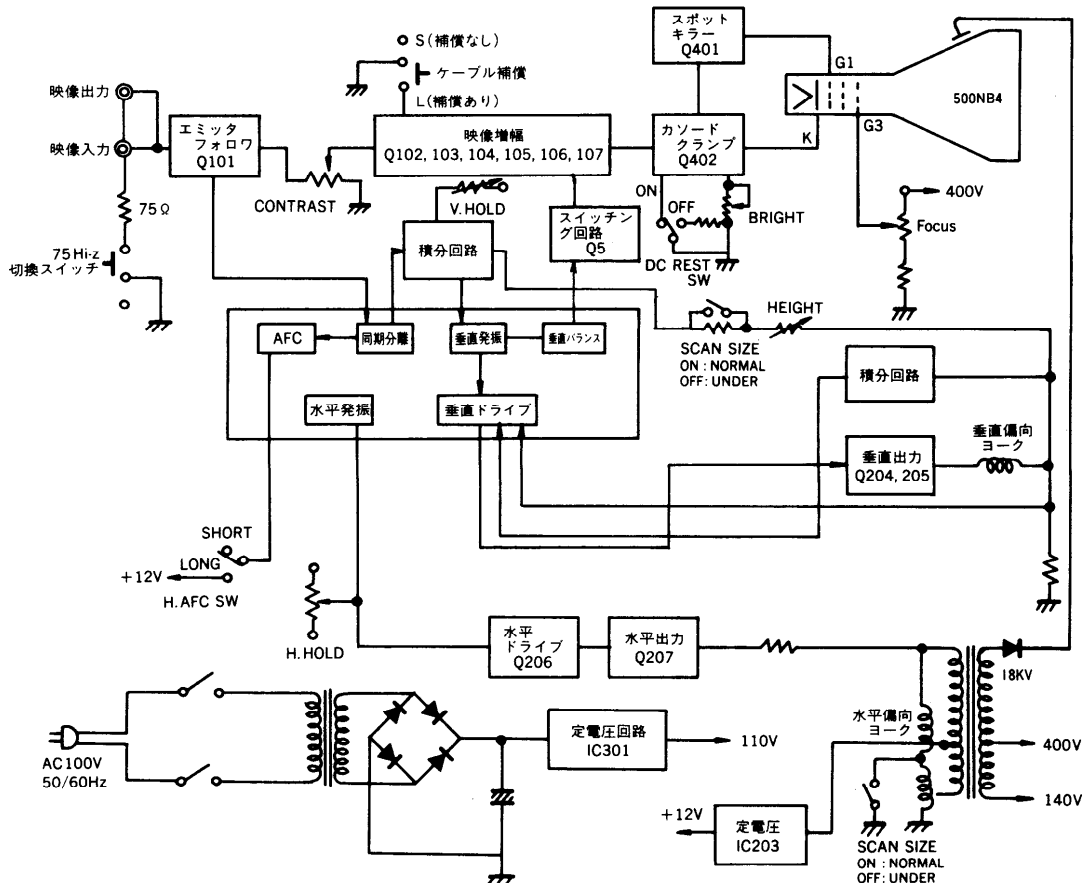 スポット
キラー
Q401
S(補償なし)
ケーブル補償
L(補償あり)
G1
500NB4
G3
K
映像出力
映像入力
エミッタ
フォロワ
Q101
映像増幅
Q102, 103, 104, 105, 106, 107
カソード
クランプ
Q402
CONTRAST
75Ω
75Hi-z
切換スイッチ
V.HOLD
積分回路
スイッチン
グ回路
Q5
ON
OFF
BRIGHT
DC REST
SW
400V
Focus
AFC
同期分離
垂直発振
垂直バランス
水平発振
垂直ドライブ
SCAN SIZE
ON : NORMAL
OFF: UNDER
HEIGHT
積分回路
垂直出力
Q204, 205
垂直偏向
ヨーク
SHORT
LONG
+12V
H.AFC SW
H.HOLD
水平
ドライブ
Q206
水平出力
Q207
18KV
水平偏向
ヨーク
400V
140V
AC100V
50/60Hz
定電圧回路
IC301
110V
+12V
定電圧
IC203
SCAN SIZE
ON : NORMAL
OFF: UNDER